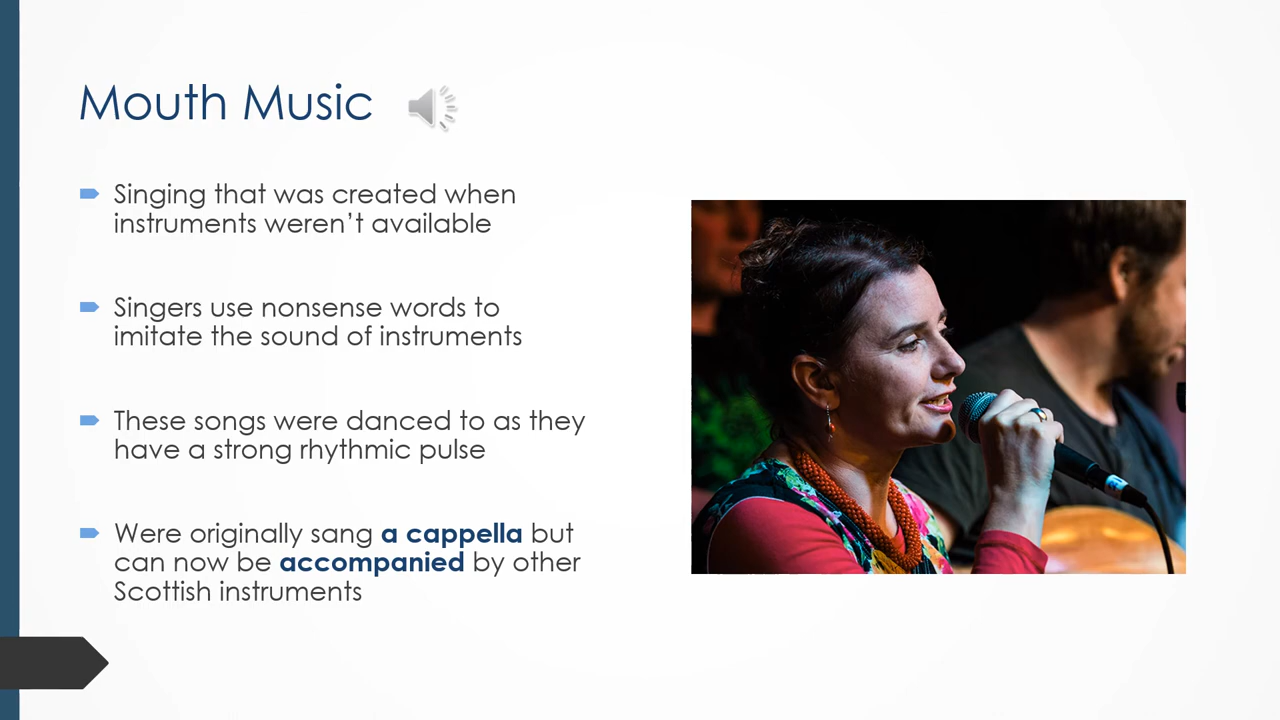 Mouth Music
Singing that was created when
instruments weren’t available
Singers use nonsense words to
imitate the sound of instruments
These songs were danced to as they
have a strong rhythmic pulse
Were originally sang a cappella but
can now be accompanied by other
Scottish instruments